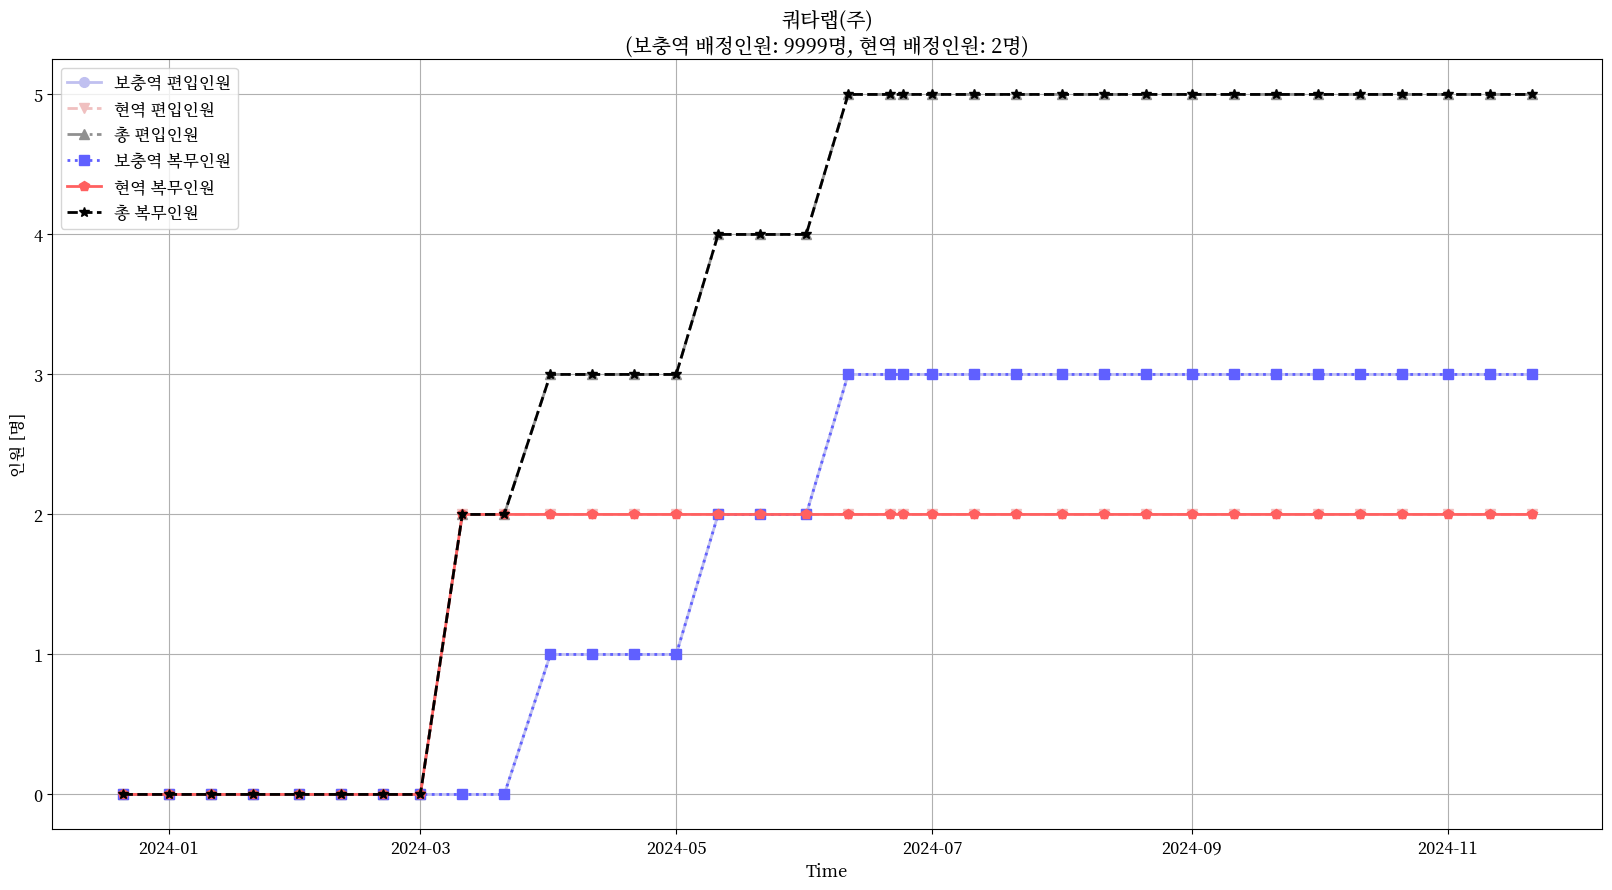 쿼타랩(주)
(보충역 배정인원: 9999명, 현역 배정인원: 2명)
보충역 편입인원
현역 편입인원
총 편입인원
보충역 복무인원
현역 복무인원
총 복무인원
인원 [명]
5
4
3
2
1
0
2024-01
2024-03
2024-05
2024-07
2024-09
2024-11
Time